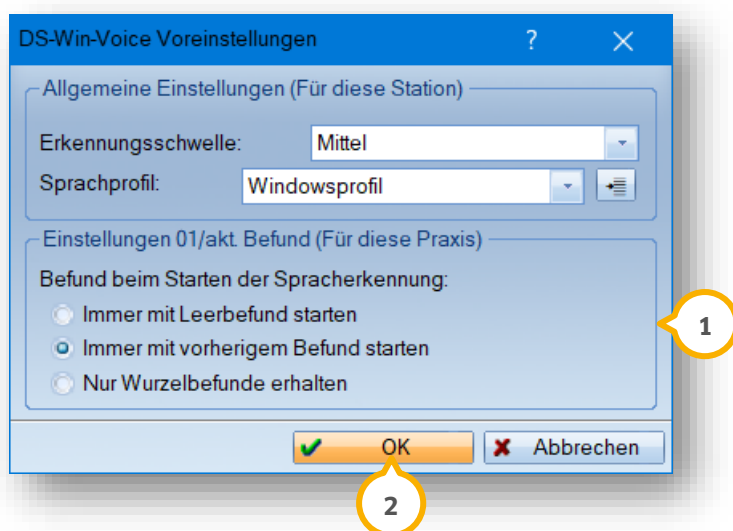 DS-Win-Voice Voreinstellungen ?
Allgemeine Einstellungen (Für diese Station)
Erkennungsschwelle: Mittel
Sprachprofil: Windowsprofil
Einstellungen 01/akt. Befund (Für diese Praxis)
Befund beim Starten der Spracherkennung:
Immer mit Leerbefund starten
1
Immer mit vorherigem Befund starten
Nur Wurzelbefunde erhalten
OK Abbrechen
2